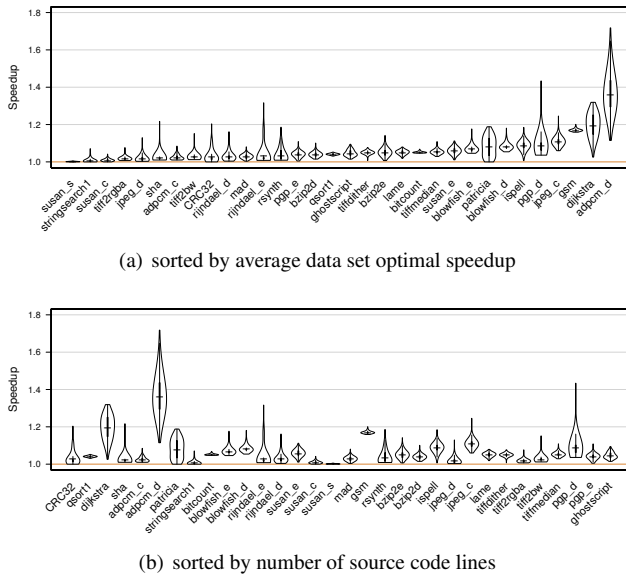 1.8
1.6
1.4
1.2
1.0
Speedup
susan_s
stringsearch1
susan_c
tiff2rgba
jpeg_d
sha
adpcm_c
tiff2bw
CRC32
rijndael_d
mad
rijndael_e
rsynth
pgp_e
bzip2d
qsort1
ghostscript
tiffdither
bzip2e
lame
bitcount
tiffmedian
susan_e
blowfish_e
patricia
blowfish_d
ispell
pgp_d
jpeg_c
gsm
dijkstra
adpcm_d
(a) sorted by average data set optimal speedup
1.8
1.6
1.4
1.2
1.0
Speedup
CRC32
qsort1
dijkstra
sha
adpcm_c
adpcm_d
patricia
stringsearch1
bitcount
blowfish_e
blowfish_d
rijndael_e
rijndael_d
susan_e
susan_c
susan_s
mad
gsm
rsynth
bzip2e
bzip2d
ispell
jpeg_d
jpeg_c
lame
tiffdither
tiff2rgba
tiff2bw
tiffmedian
pgp_d
pgp_e
ghostscript
(b) sorted by number of source code lines